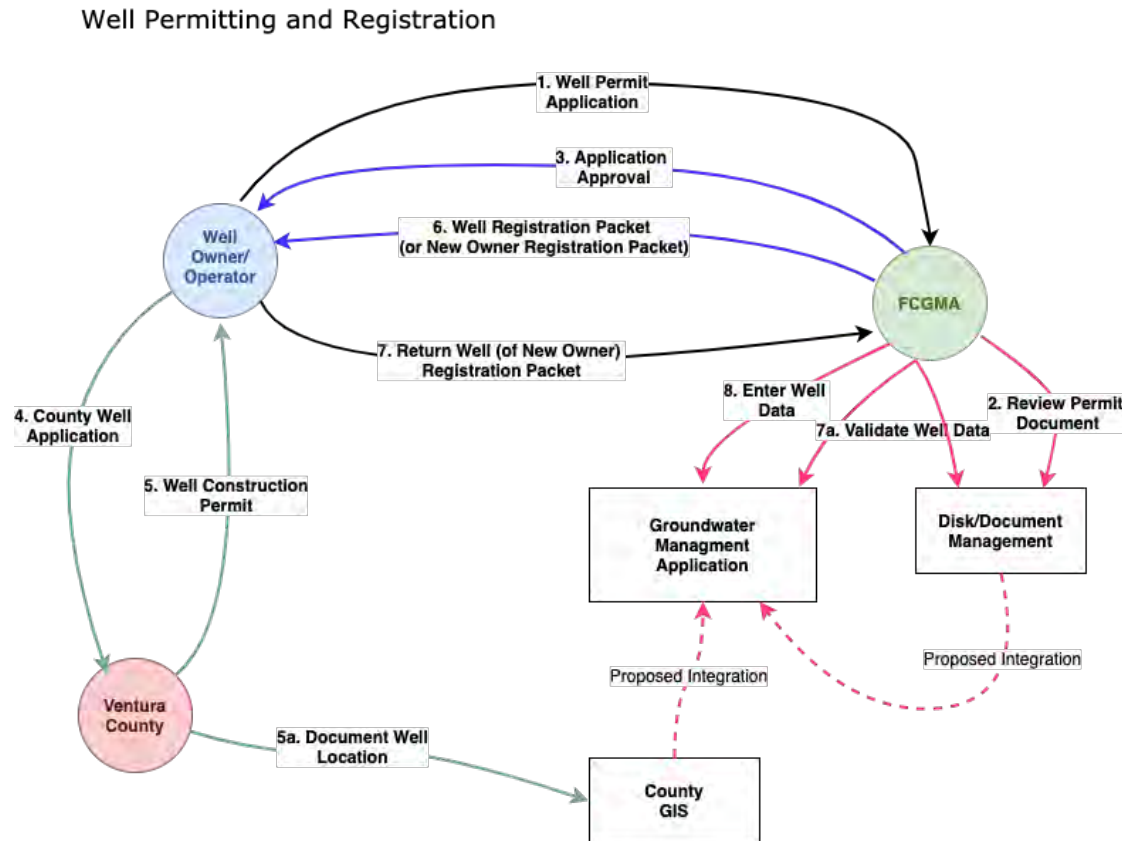 Well Permitting and Registration
1. Well Permit
Application
3. Application
Approval
6. Well Registration Packet
(or New Owner Registration Packet)
Well
Owner/
Operator
FCGMA
7. Return Well (of New Owner)
Registration Packet
8. Enter Well
Data
2. Review Permit
Document
7a. Validate Well Data
4. County Well
Application
5. Well Construction
Permit
Groundwater
Managment
Application
Disk/Document
Management
Proposed Integration
Proposed Integration
Ventura
County
5a. Document Well
Location
County
GIS